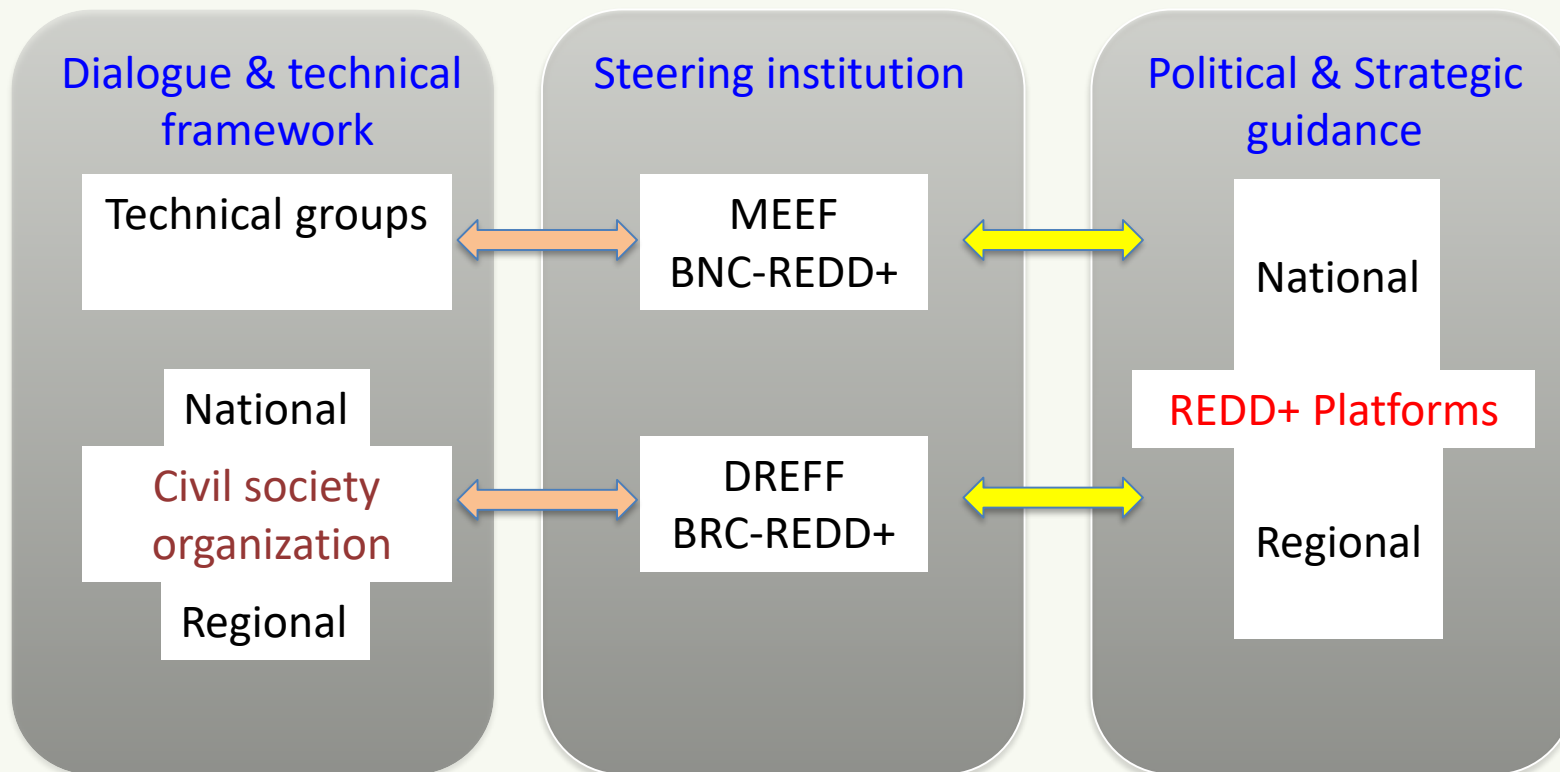 Dialogue & technical
framework
Technical groups
National
Civil society
organization
Regional
Steering institution
MEEF
BNC-REDD+
DREFF
BRC-REDD+
Political & Strategic
guidance
National
REDD+ Platforms
Regional